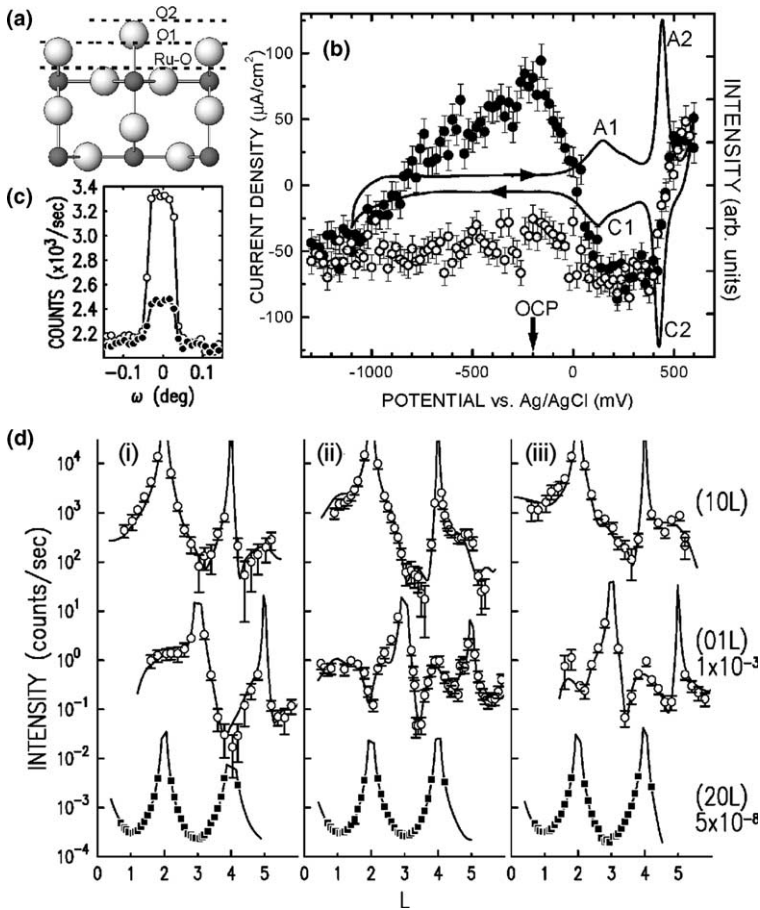 (a)
O2
O1
Ru-O
(b)
CURRENT DENSITY (μA/cm²)
100
50
0
-50
-100
A2
A1
C1
C2
OCP
INTENSITY (arb. units)
-1000 -500 0 500
POTENTIAL vs. Ag/AgCl (mV)
(c)
COUNTS (x10³/sec)
3.4
3.2
3.0
2.8
2.6
2.4
2.2
-0.1 0 0.1
ω (deg)
(d)
(i) (ii) (iii)
INTENSITY (counts/sec)
10⁴
10³
10²
10¹
10⁰
10⁻¹
10⁻²
10⁻³
10⁻⁴
(10L)
(01L)
1x10⁻³
(20L)
5x10⁻⁸
0 1 2 3 4 5 0 1 2 3 4 5 0 1 2 3 4 5
L